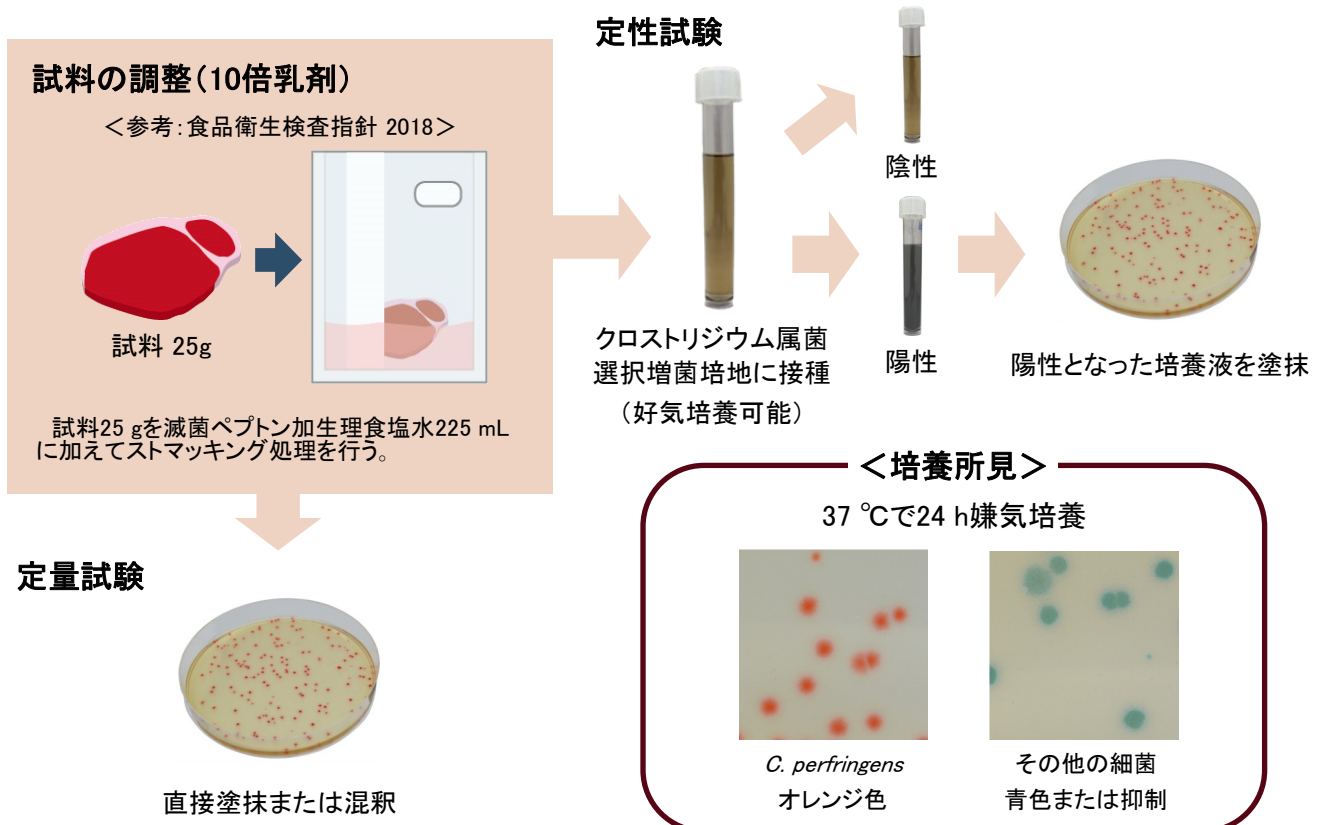 試料の調整(10倍乳剤)
＜参考：食品衛生検査指針 2018＞
試料 25g
試料25 gを滅菌ペプトン加生理食塩水225 mL
に加えてストマッキング処理を行う。
定性試験
クロストリジウム属菌
選択増菌培地に接種
（好気培養可能）
陰性
陽性
陽性となった培養液を塗抹
定量試験
直接塗抹または混釈
＜培養所見＞
37 ℃で24 h嫌気培養
C. perfringens
オレンジ色
その他の細菌
青色または抑制